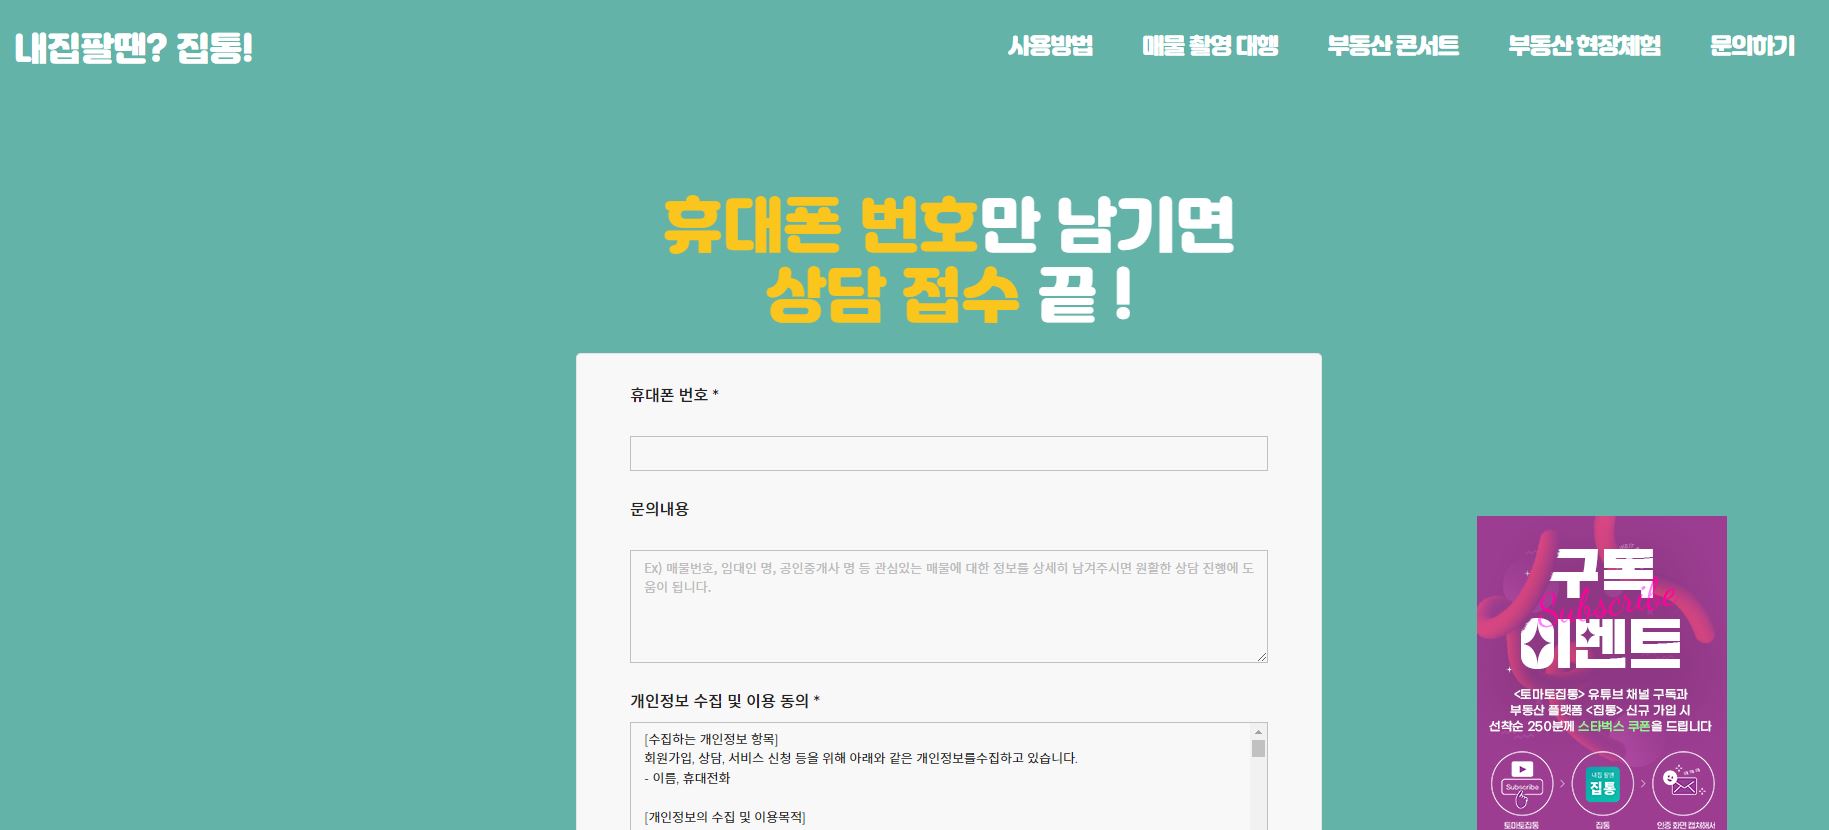 내집팔땐? 집통!
사용방법
매물 촬영 대행
부동산 콘서트
부동산 현장체험
문의하기
휴대폰 번호만 남기면
상담 접수 끝 !
휴대폰 번호 *
문의내용
Ex) 매물번호, 임대인 명, 공인중개사 명 등 관심있는 매물에 대한 정보를 상세히 남겨주시면 원활한 상담 진행에 도
움이 됩니다.
개인정보 수집 및 이용 동의 *
[수집하는 개인정보 항목]
회원가입, 상담, 서비스 신청 등을 위해 아래와 같은 개인정보를수집하고 있습니다.
- 이름, 휴대전화
[개인정보의 수집 및 이용목적]
구독
Subscribe
이벤트
<토마토집통> 유튜브 채널 구독과
부동산 플랫폼 <집통> 신규 가입 시
선착순 250분께 스타벅스 쿠폰을 드립니다
Subscribe
내집 팔땐
집통
토마토집통
집통
인증 화면 캡쳐해서